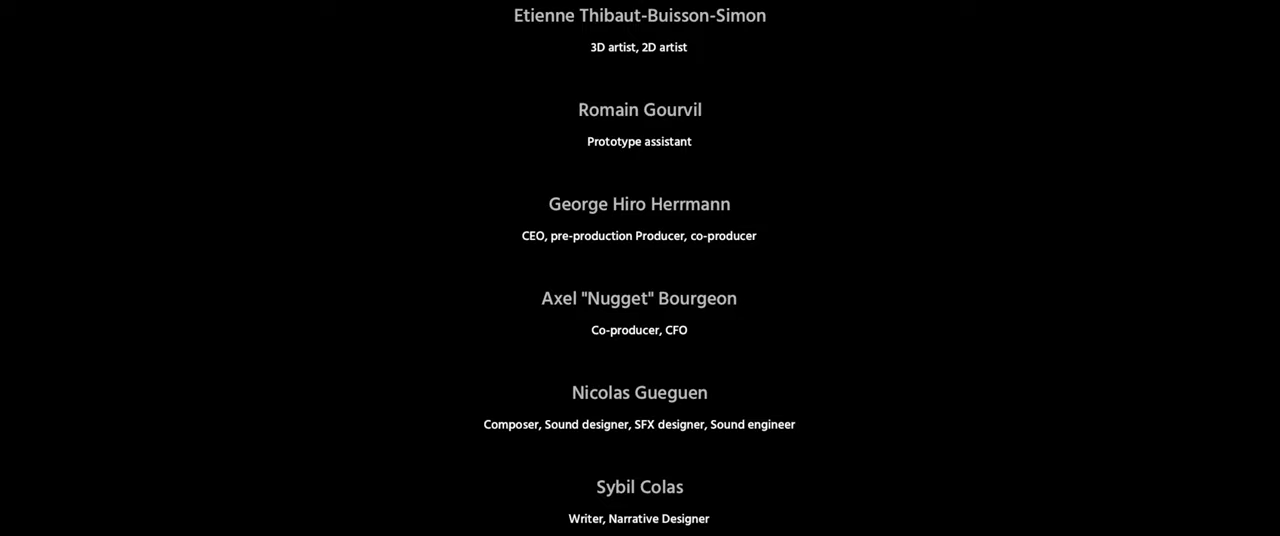 Etienne Thibaut-Buisson-Simon
3D artist, 2D artist
Romain Gourvil
Prototype assistant
George Hiro Herrmann
CEO, pre-production Producer, co-producer
Axel "Nugget" Bourgeon
Co-producer, CFO
Nicolas Gueguen
Composer, Sound designer, SFX designer, Sound engineer
Sybil Colas
Writer, Narrative Designer